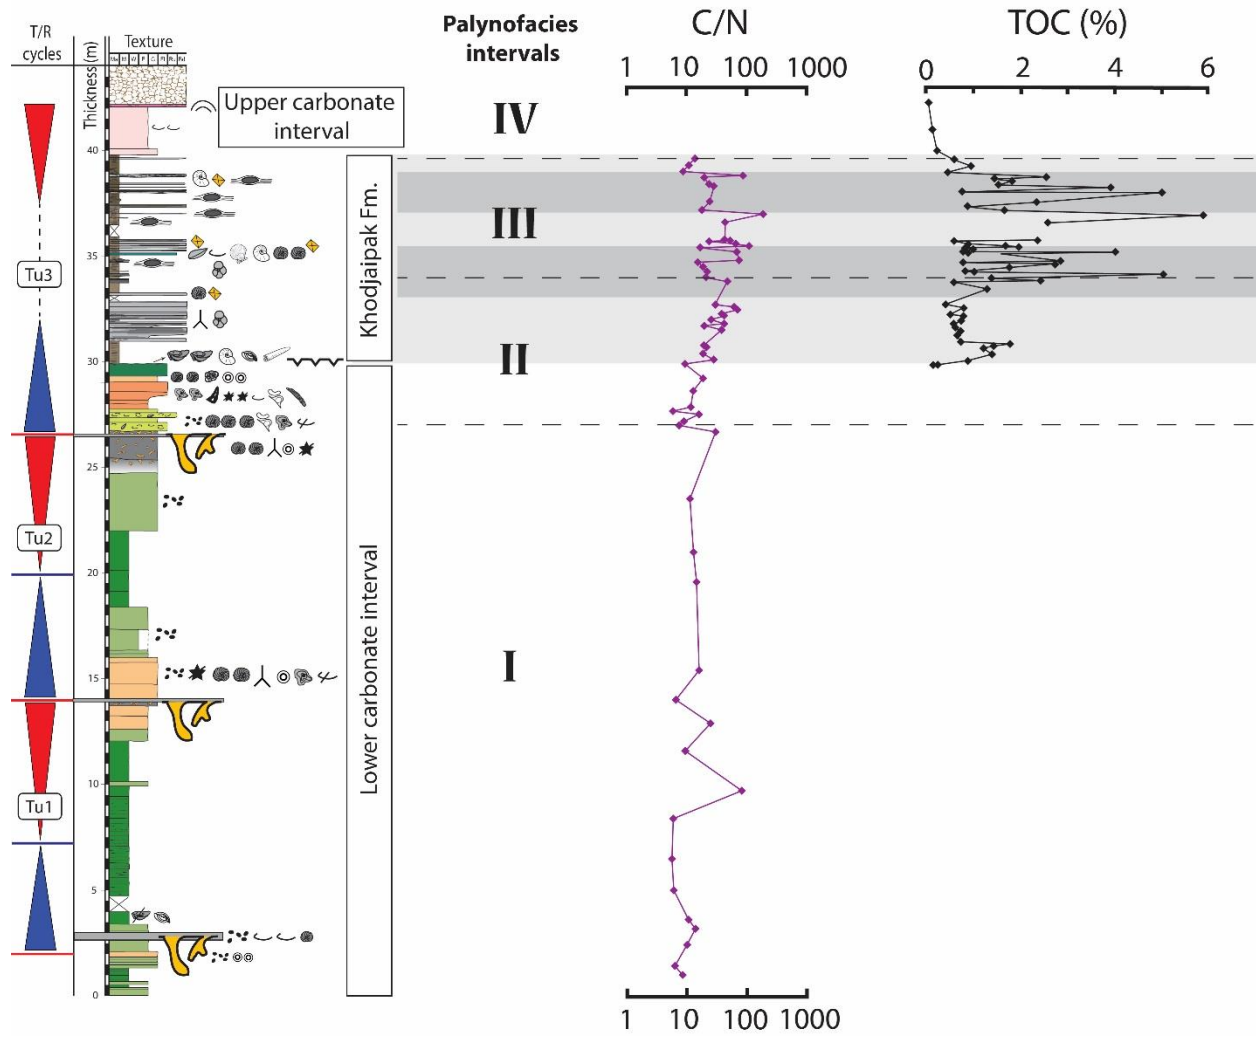 T/R
cycles
Texture
Thickness (m)
Palynofacies
intervals
C/N
TOC (%)
1 10 100 1000
0 2 4 6
Upper carbonate
interval
IV
40
Khodjaipak Fm.
III
35
Tu3
30
II
25
Tu2
20
Lower carbonate interval
I
15
10
Tu1
5
0
1 10 100 1000